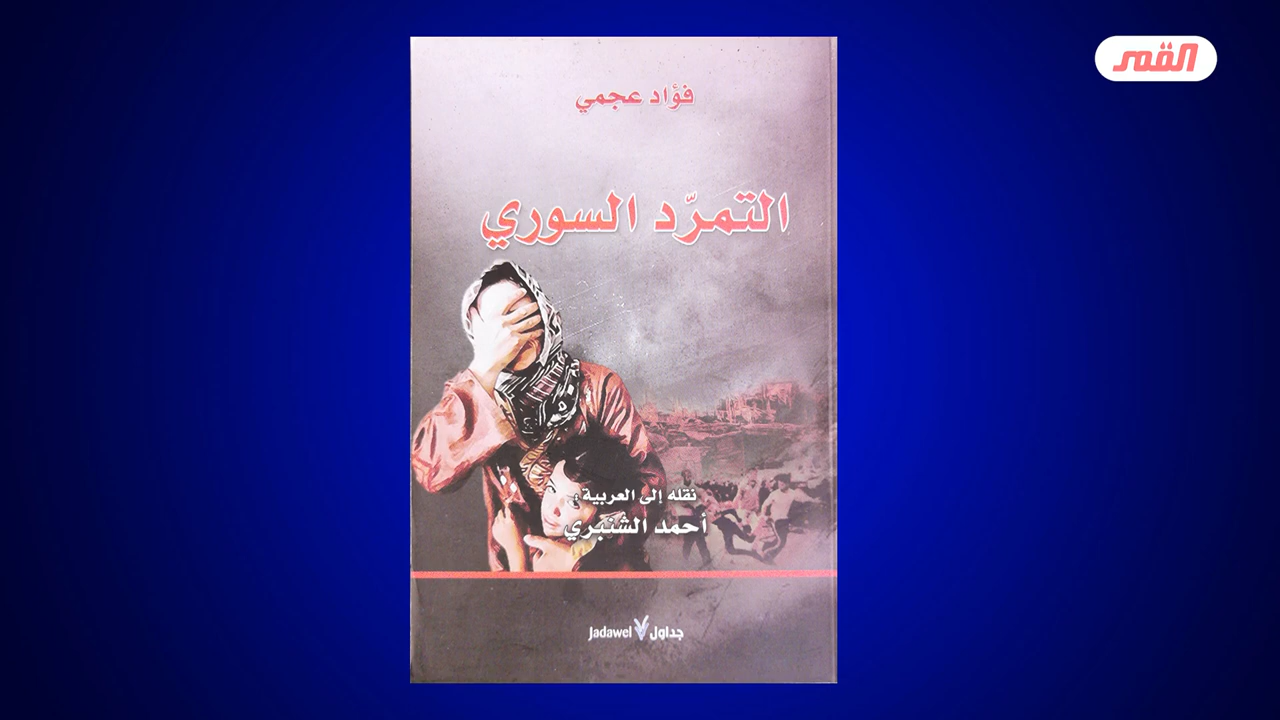 القمر
فؤاد عجمي
التمرّد السوري
نقله إلى العربية:
أحمد الشنبري
Jadawel جداول